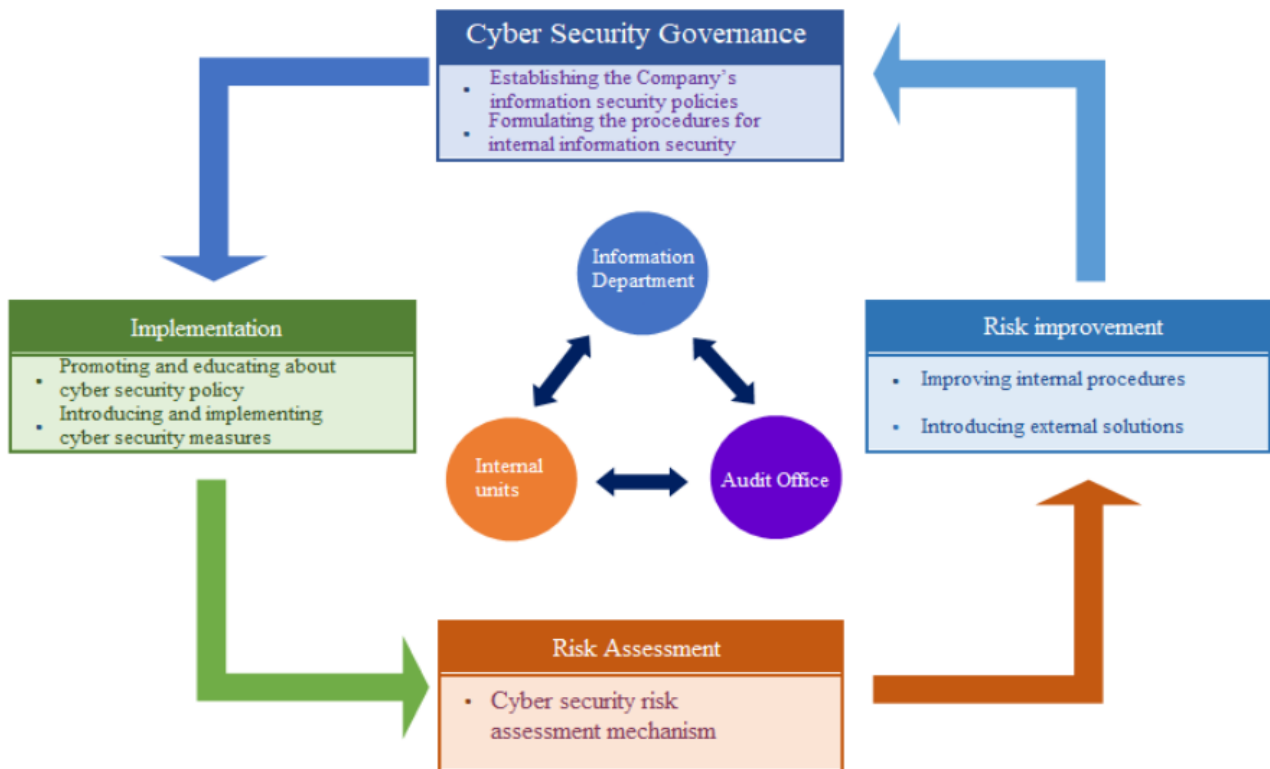 Cyber Security Governance
▪ Establishing the Company's
information security policies
▪ Formulating the procedures for
internal information security
Information
Department
Implementation
▪ Promoting and educating about
cyber security policy
▪ Introducing and implementing
cyber security measures
Risk improvement
▪ Improving internal procedures
▪ Introducing external solutions
Internal
units
Audit Office
Risk Assessment
▪ Cyber security risk
assessment mechanism